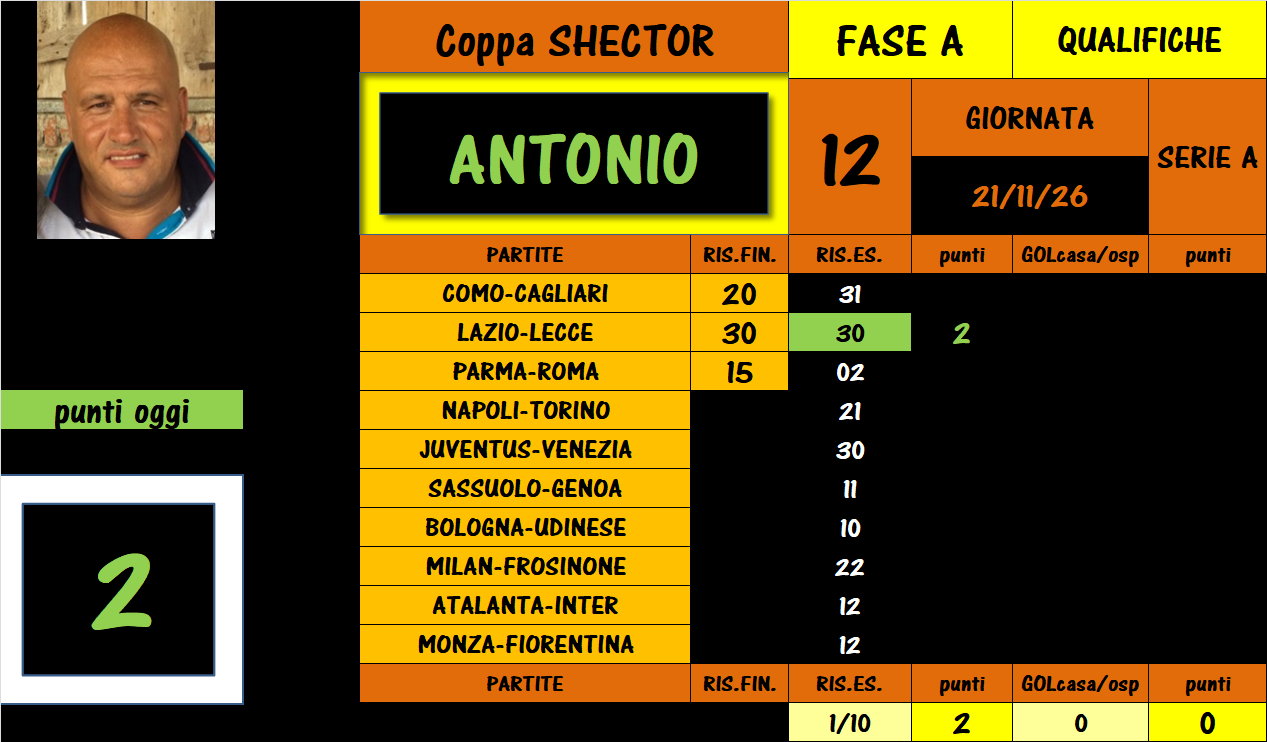 Coppa SHECTOR FASE A QUALIFICHE
ANTONIO 12 GIORNATA SERIE A
21/11/26
PARTITE RIS.FIN. RIS.ES. punti GOLcasa/osp punti
COMO-CAGLIARI 20 31
LAZIO-LECCE 30 30 2
PARMA-ROMA 15 02
punti oggi
NAPOLI-TORINO 21
JUVENTUS-VENEZIA 30
SASSUOLO-GENOA 11
BOLOGNA-UDINESE 10
MILAN-FROSINONE 22
2
ATALANTA-INTER 12
MONZA-FIORENTINA 12
PARTITE RIS.FIN. RIS.ES. punti GOLcasa/osp punti
1/10 2 0 0